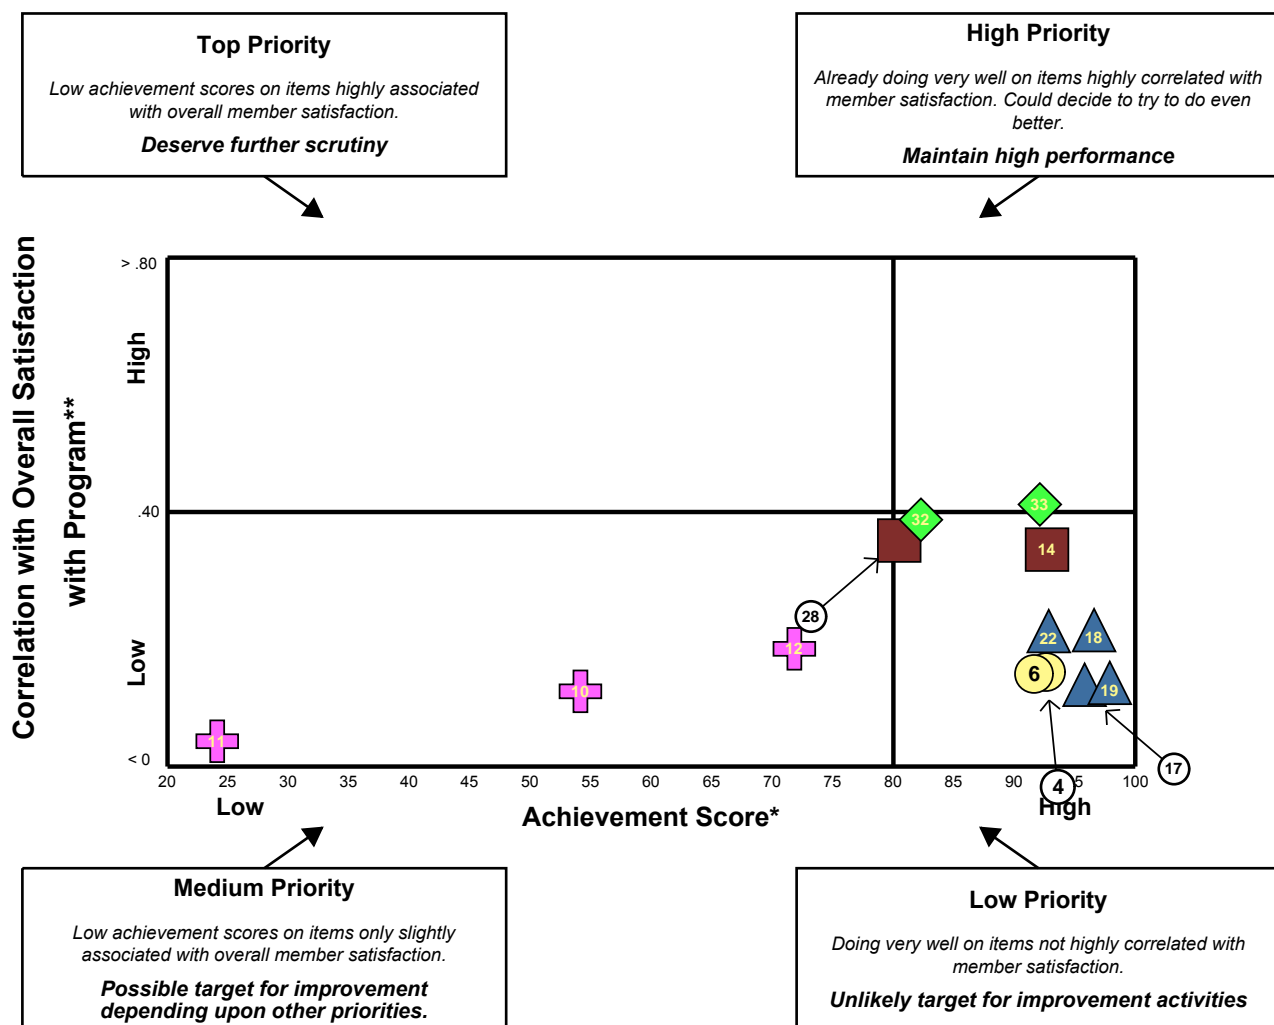 Top Priority
Low achievement scores on items highly associated
with overall member satisfaction.
Deserve further scrutiny
High Priority
Already doing very well on items highly correlated with
member satisfaction. Could decide to try to do even
better.
Maintain high performance
Correlation with Overall Satisfaction
with Program**
> .80
High
.40
Low
< 0
33
32
14
28
12
22
18
6
10
19
11
17
4
20 25 30 35 40 45 50 55 60 65 70 75 80 85 90 95 100
Low
Achievement Score*
High
Medium Priority
Low achievement scores on items only slightly
associated with overall member satisfaction.
Possible target for improvement
depending upon other priorities.
Low Priority
Doing very well on items not highly correlated with
member satisfaction.
Unlikely target for improvement activities